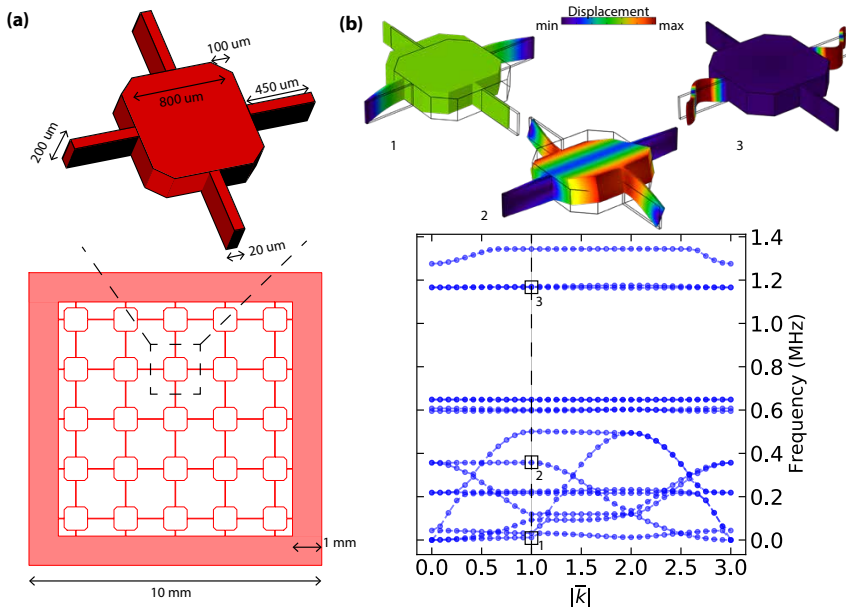 (a)
100 um
800 um
450 um
200 um
20 um
1 mm
10 mm
(b)
Displacement
min
max
1
2
3
1.4
1.2
1.0
0.8
0.6
0.4
0.2
0.0
Frequency (MHz)
3
2
1
0.0 0.5 1.0 1.5 2.0 2.5 3.0
|k̅|